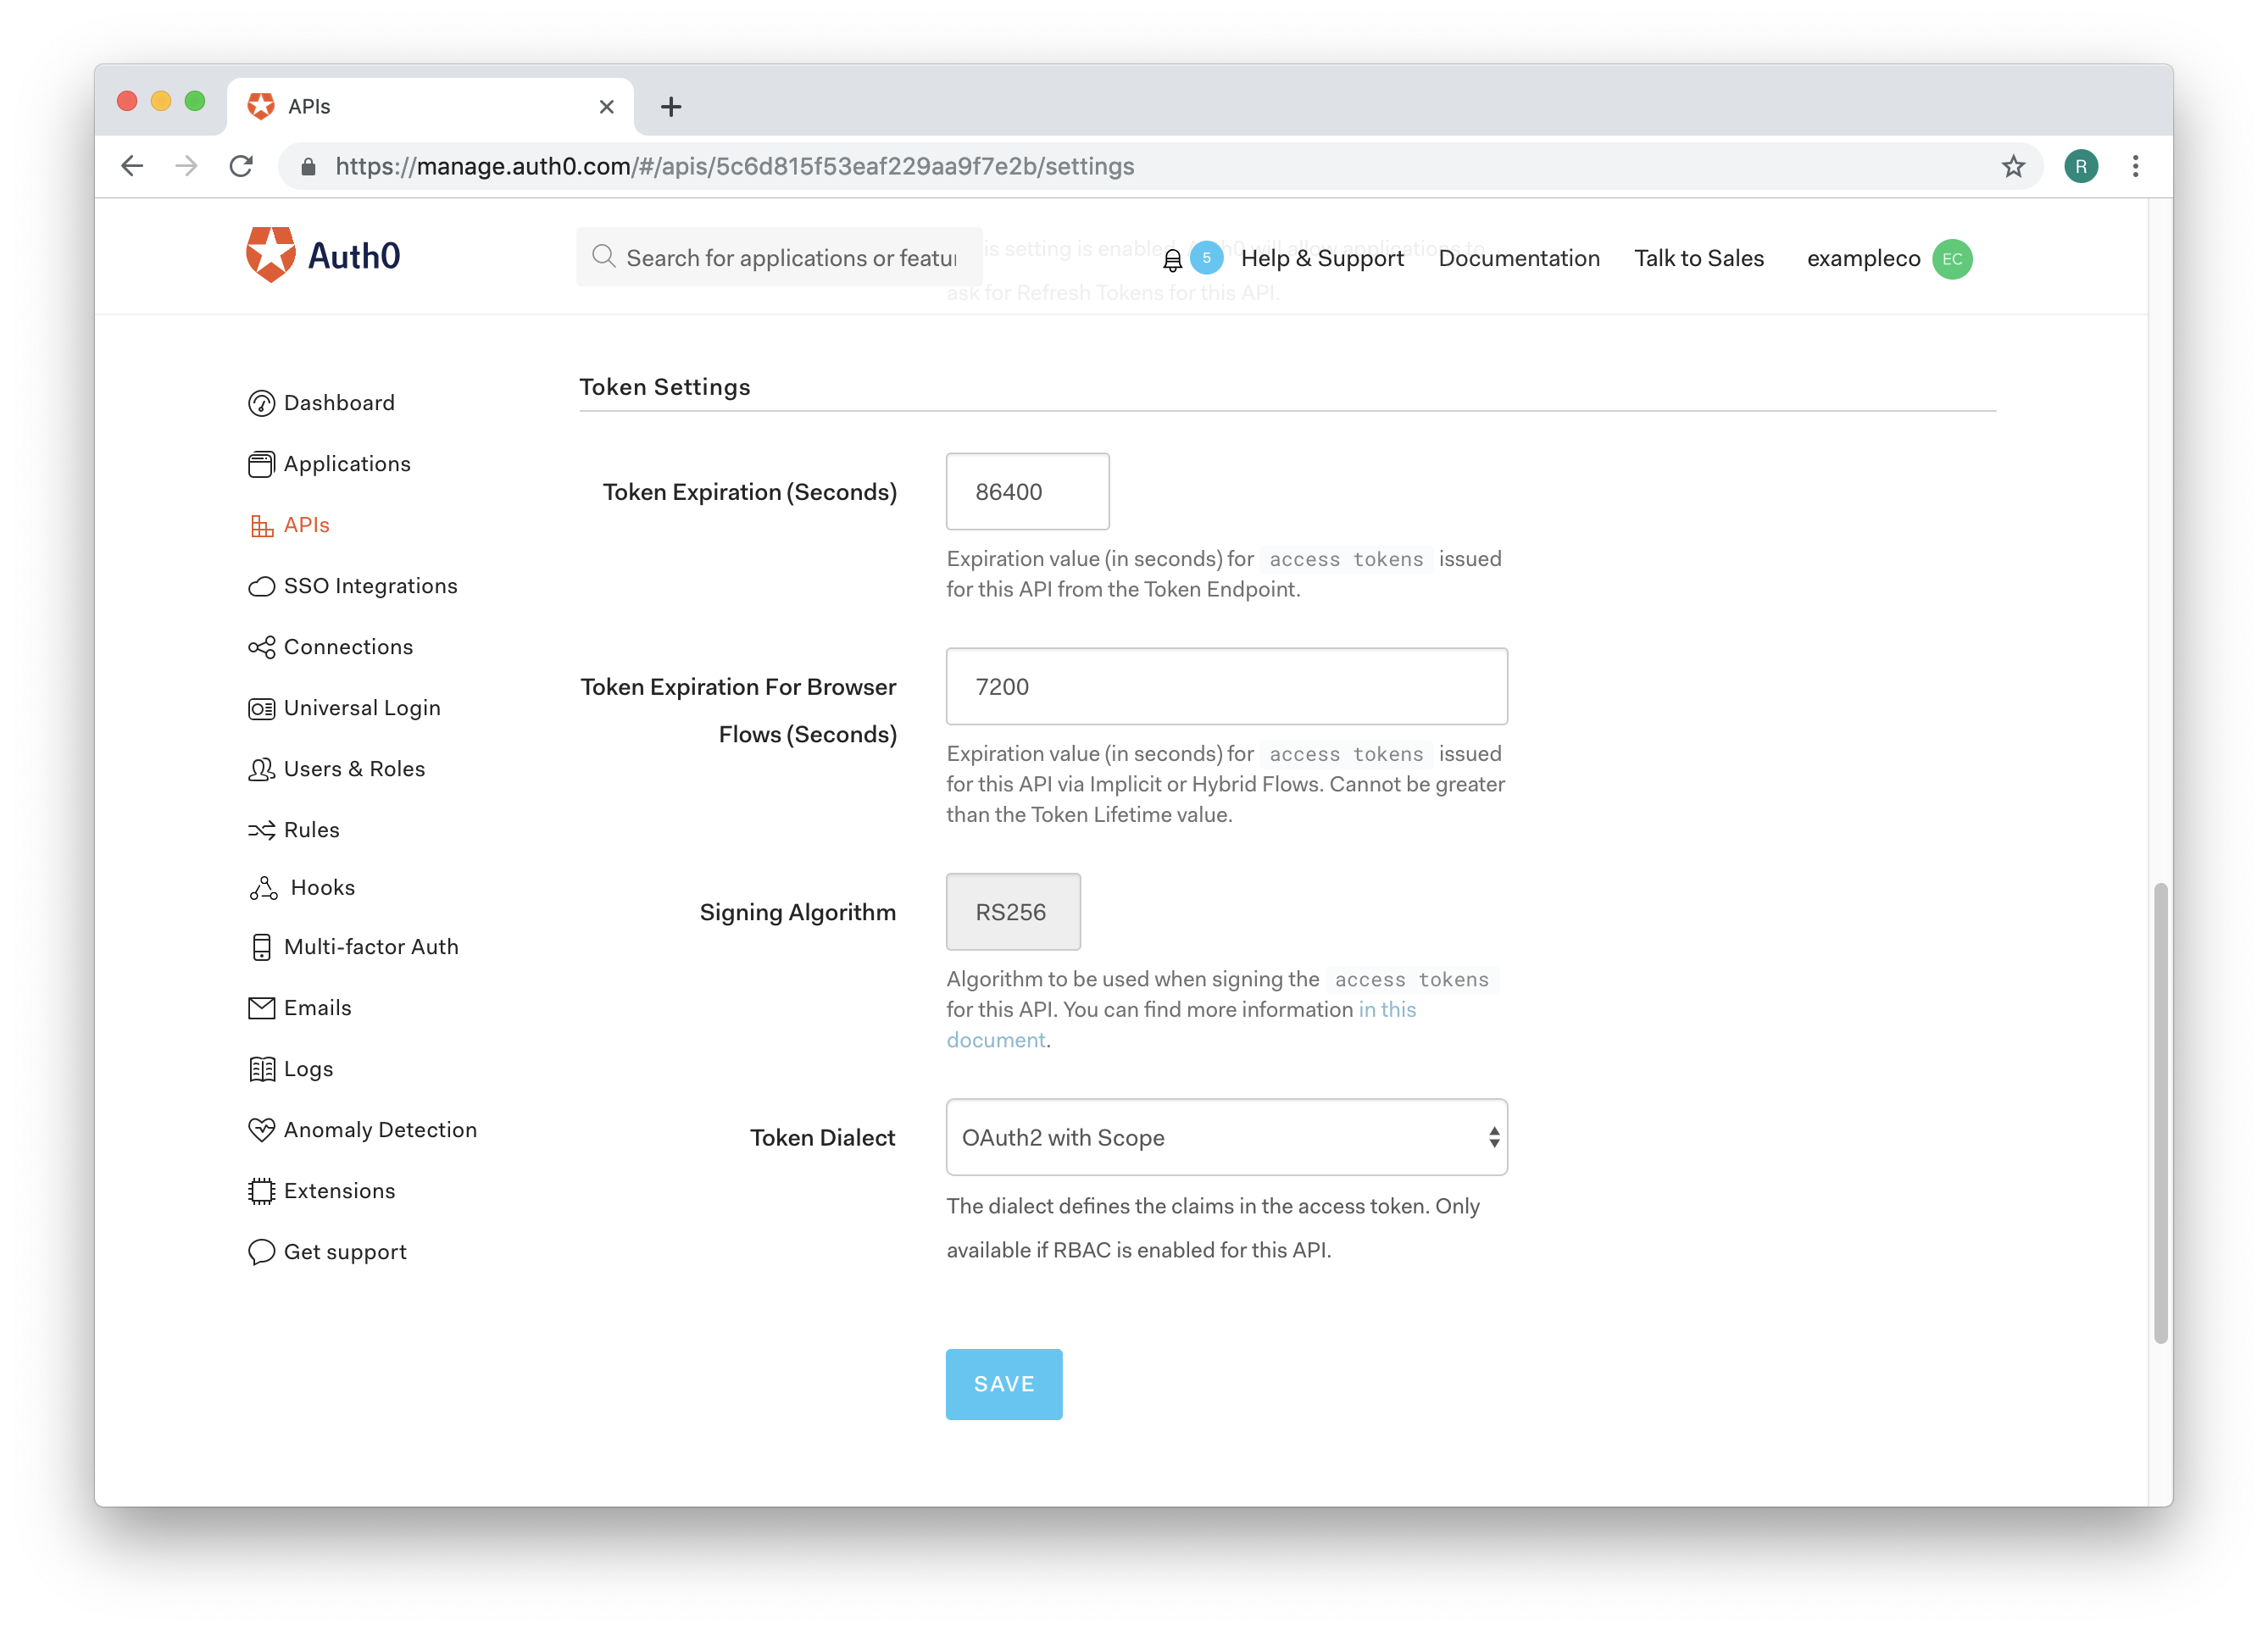 APIs
https://manage.auth0.com/#/apis/5c6d815f53eaf229aa9f7e2b/settings
R
Auth0
Search for applications or featu
is setting is enabled, Auth0 will allow applications to
ask for Refresh Tokens for this API.
5
Help & Support
Documentation
Talk to Sales
exampleco
EC
Dashboard
Applications
APIs
SSO Integrations
Connections
Universal Login
Users & Roles
Rules
Hooks
Multi-factor Auth
Emails
Logs
Anomaly Detection
Extensions
Get support
Token Settings
Token Expiration (Seconds)
86400
Expiration value (in seconds) for access tokens issued
for this API from the Token Endpoint.
Token Expiration For Browser
Flows (Seconds)
7200
Expiration value (in seconds) for access tokens issued
for this API via Implicit or Hybrid Flows. Cannot be greater
than the Token Lifetime value.
Signing Algorithm
RS256
Algorithm to be used when signing the access tokens
for this API. You can find more information in this
document.
Token Dialect
OAuth2 with Scope
The dialect defines the claims in the access token. Only
available if RBAC is enabled for this API.
SAVE